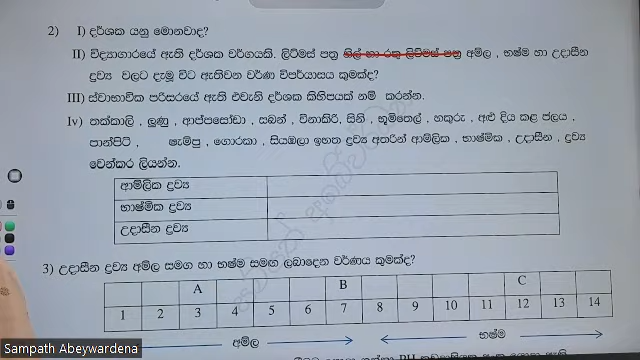 2) I) දර්ශක යනු මොනවාද?
II) විද්‍යාගාරයේ ඇති දර්ශක වර්ගයකි. ලිට්මස් පත්‍ර නිල් හා රතු ලිට්මස් පත්‍ර අම්ල , භෂ්ම හා උදාසීන
ද්‍රව්‍ය වලට දැමූ විට ඇතිවන වර්ණ විපර්යාසය කුමක්ද?
III) ස්වාභාවික පරිසරයේ ඇති එවැනි දර්ශක කිහිපයක් නම් කරන්න.
Iv) තක්කාලි , ලුණු , ආප්පසෝඩා , සබන් , විනාකිරි, සිනි , භූමිතෙල් , හකුරු , අළු දිය කළ ජලය ,
පාන්පිටි , ෂැම්පු , ගොරකා , සියඹලා ඉහත ද්‍රව්‍ය අතරින් ආම්ලික , භාෂ්මික , උදාසීන , ද්‍රව්‍ය
වෙන්කර ලියන්න.
ආම්ලික ද්‍රව්‍ය
භාෂ්මික ද්‍රව්‍ය
උදාසීන ද්‍රව්‍ය
3) උදාසීන ද්‍රව්‍ය අම්ල සමග හා භෂ්ම සමඟ ලබාදෙන වර්ණය කුමක්ද?
A B C
1 2 3 4 5 6 7 8 9 10 11 12 13 14
අම්ල භෂ්ම
PH
Sampath Abeywardena